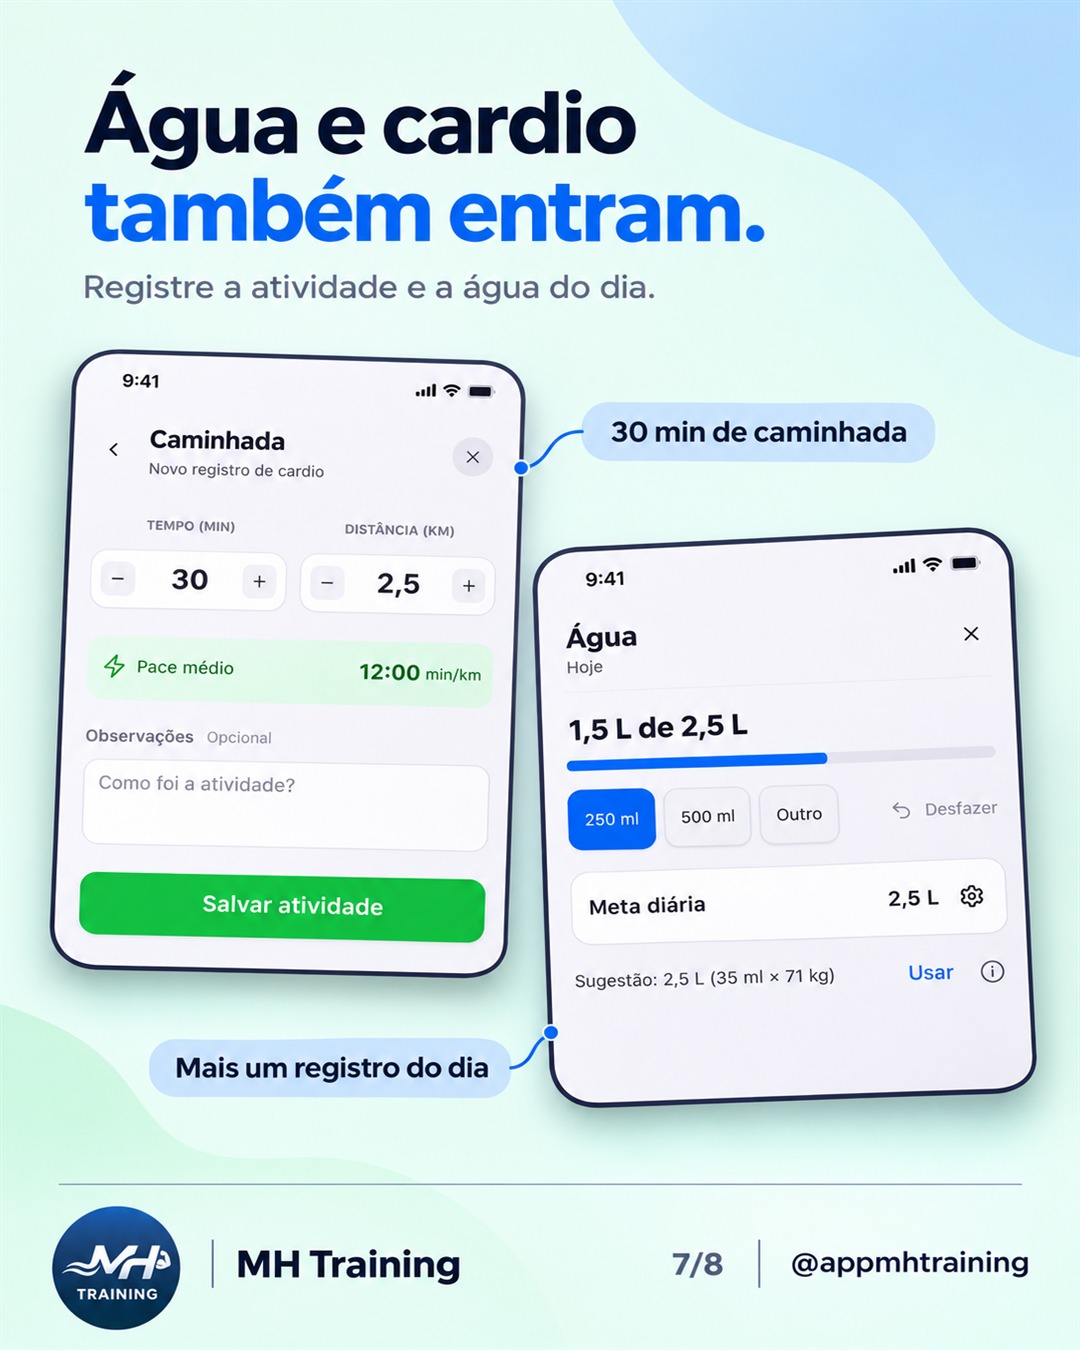 Água e cardio
também entram.
Registre a atividade e a água do dia.
9:41
Caminhada
Novo registro de cardio
TEMPO (MIN)
DISTÂNCIA (KM)
− 30 +
− 2,5 +
Pace médio 12:00 min/km
Observações Opcional
Como foi a atividade?
Salvar atividade
30 min de caminhada
9:41
Água
Hoje
1,5 L de 2,5 L
250 ml
500 ml
Outro
Desfazer
Meta diária 2,5 L
Sugestão: 2,5 L (35 ml × 71 kg) Usar
Mais um registro do dia
MH
TRAINING
MH Training
7/8
@appmhtraining